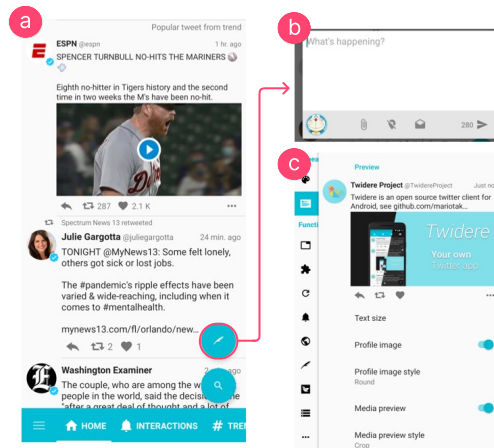 a
Popular tweet from trend
ESPN @espn 1 hr. ago
SPENCER TURNBULL NO-HITS THE MARINERS
Eighth no-hitter in Tigers history and the second
time in two weeks the M's have been no-hit.
287 2.1 K
Spectrum News 13 retweeted
Julie Gargotta @juliegargotta 24 min. ago
TONIGHT @MyNews13: Some felt lonely,
others got sick or lost jobs.
The #pandemic's ripple effects have been
varied & wide-reaching, including when it
comes to #mentalhealth.
mynews13.com/fl/orlando/new...
2 1
Washington Examiner
The couple, who are among the
people in the world, said the
"after a great deal of thought and a lot of
HOME INTERACTIONS # TRE
b
What's happening?
280
c
Preview
Twidere Project @TwidereProject Just no
Twidere is an open source twitter client for
Android, see github.com/mariotak...
Twidere
Your own
Twitter app
Functi
Text size
Profile image
Profile image style
Round
Media preview
Media preview style
Crop